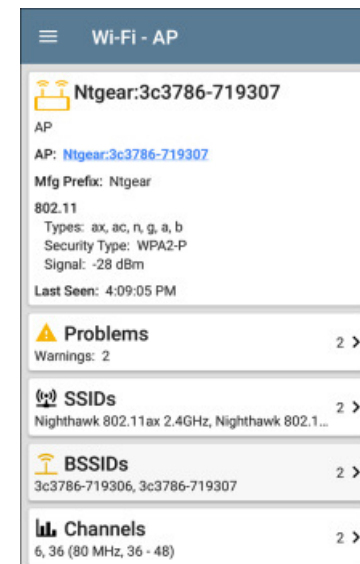 Wi-Fi - AP
Ntgear:3c3786-719307
AP
AP: Ntgear:3c3786-719307
Mfg Prefix: Ntgear
802.11
Types: ax, ac, n, g, a, b
Security Type: WPA2-P
Signal: -28 dBm
Last Seen: 4:09:05 PM
Problems
Warnings: 2
2
SSIDs
Nighthawk 802.11ax 2.4GHz, Nighthawk 802.1...
2
BSSIDs
3c3786-719306, 3c3786-719307
2
Channels
6, 36 (80 MHz, 36 - 48)
2